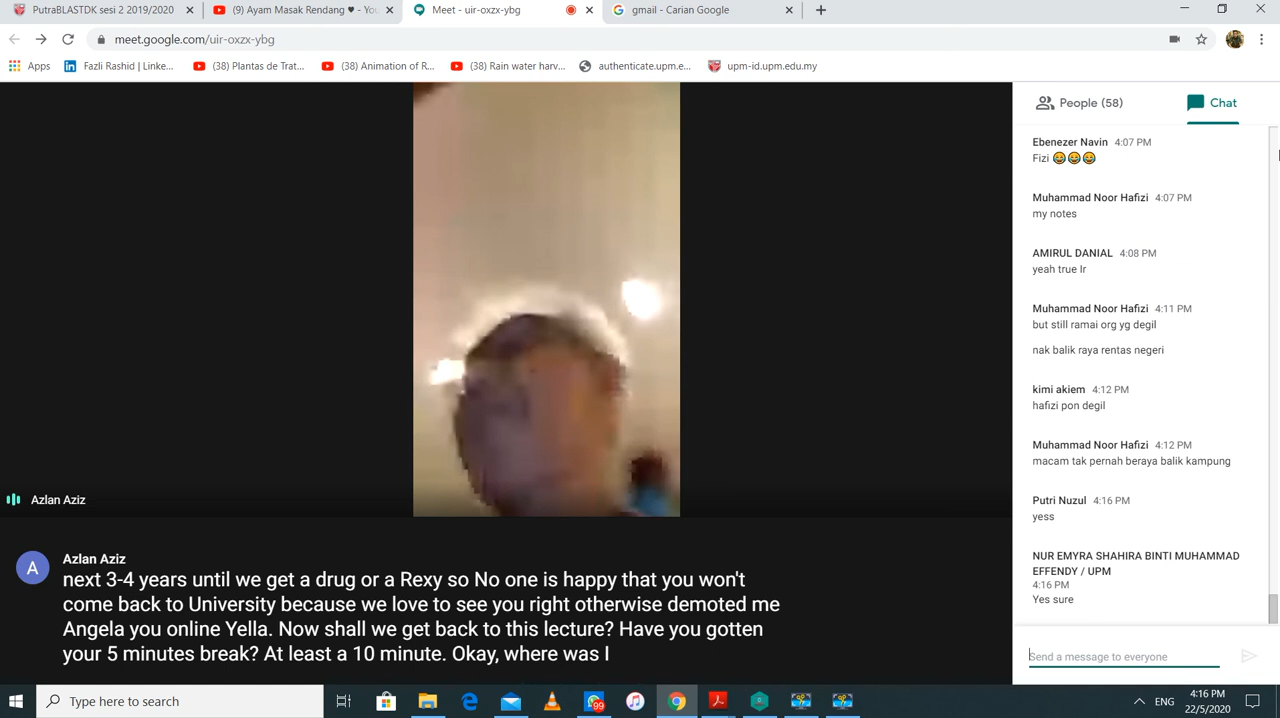 PutraBLASTDK sesi 2 2019/2020
(39) Ayam Masak Rendang ♥ - You
Meet - uir-oxzx-ybg
gmail - Carian Google
meet.google.com/uir-oxzx-ybg
Apps
Fazli Rashid | Linke...
(38) Plantas de Trat...
(38) Animation of R...
(38) Rain water harv...
authenticate.upm.e...
upm-id.upm.edu.my
People (58)
Chat
Ebenezer Navin 4:07 PM
Fizi 😂😂😂
Muhammad Noor Hafizi 4:07 PM
my notes
AMIRUL DANIAL 4:08 PM
yeah true Ir
Muhammad Noor Hafizi 4:11 PM
but still ramai org yg degil
nak balik raya rentas negeri
kimi akiem 4:12 PM
hafizi pon degil
Muhammad Noor Hafizi 4:12 PM
macam tak pernah beraya balik kampung
Putri Nuzul 4:16 PM
yess
NUR EMYRA SHAHIRA BINTI MUHAMMAD
EFFENDY / UPM
4:16 PM
Yes sure
Send a message to everyone
Azlan Aziz
A
Azlan Aziz
next 3-4 years until we get a drug or a Rexy so No one is happy that you won't
come back to University because we love to see you right otherwise demoted me
Angela you online Yella. Now shall we get back to this lecture? Have you gotten
your 5 minutes break? At least a 10 minute. Okay, where was I
Type here to search
99
ENG
4:16 PM
22/5/2020